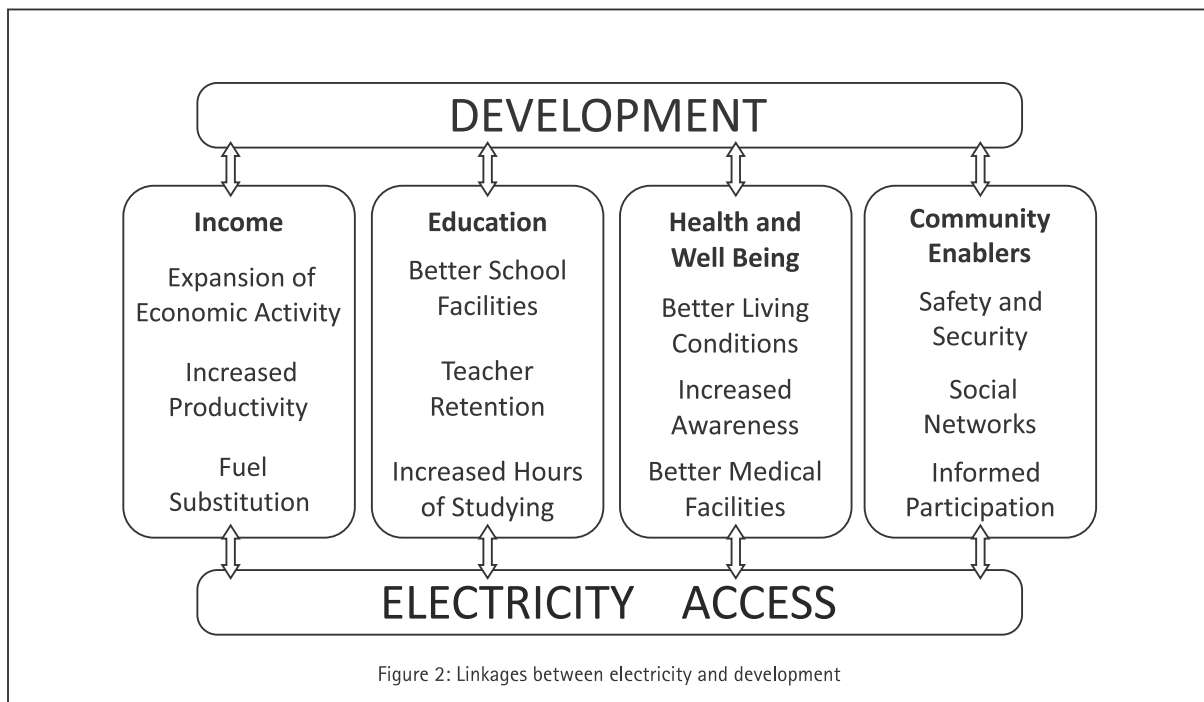 DEVELOPMENT
Income
Expansion of
Economic Activity
Increased
Productivity
Fuel
Substitution
Education
Better School
Facilities
Teacher
Retention
Increased Hours
of Studying
Health and
Well Being
Better Living
Conditions
Increased
Awareness
Better Medical
Facilities
Community
Enablers
Safety and
Security
Social
Networks
Informed
Participation
ELECTRICITY ACCESS
Figure 2: Linkages between electricity and development